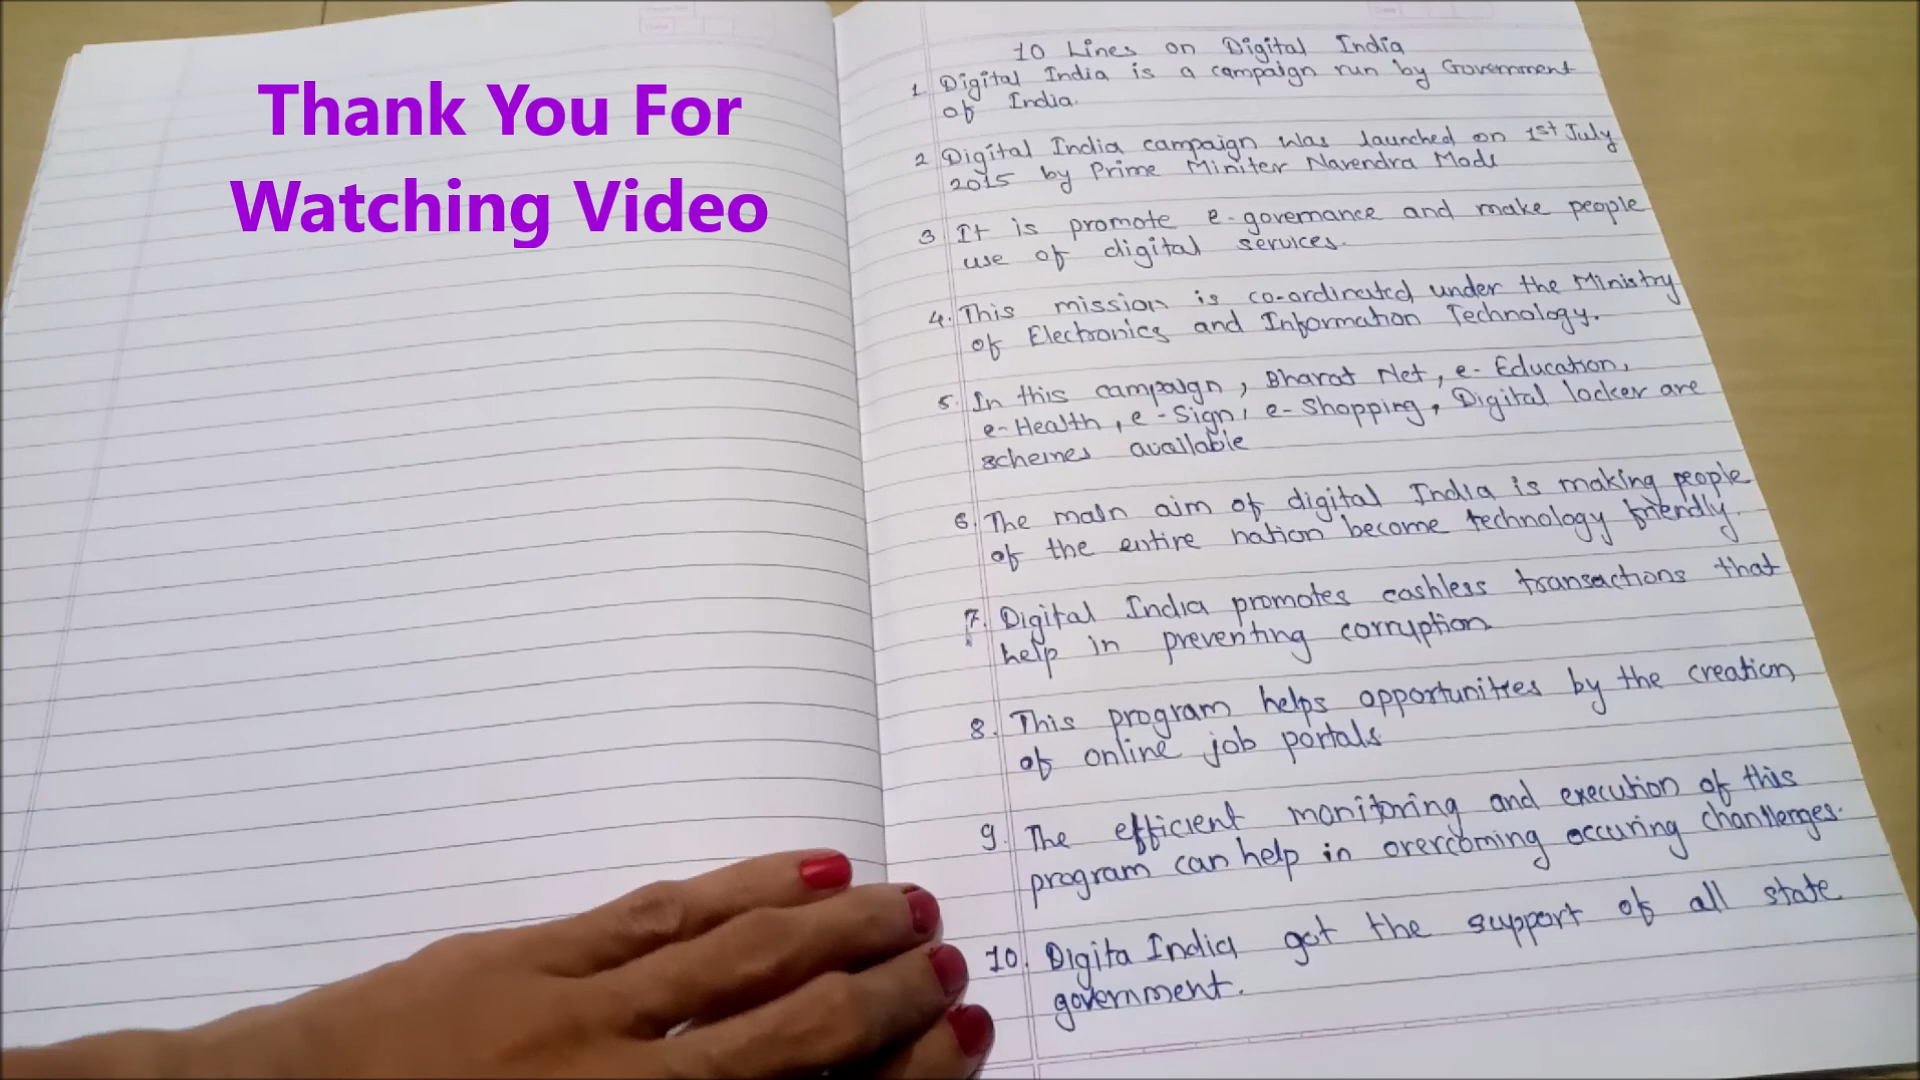 Thank You For
Watching Video
10 Lines on Digital India
1. Digital India is a campaign run by Government
of India.
2 Digital India campaign was launched on 1st July
2015 by Prime Miniter Narendra Modi
3 It is promote e-governance and make people
use of digital services.
4. This mission is co-ordinated under the Ministry
of Electronics and Information Technology.
5. In this campaign, Bharat Net, e-Education,
e-Health, e-Sign, e-Shopping, Digital locker are
schemes available
6. The main aim of digital India is making people
of the entire nation become technology friendly.
7. Digital India promotes cashless transactions that
help in preventing corruption.
8. This program helps opportunities by the creation
of online job portals
9. The efficient monitoring and execution of this
program can help in overcoming occuring challenges.
10. Digita India got the support of all state
government.